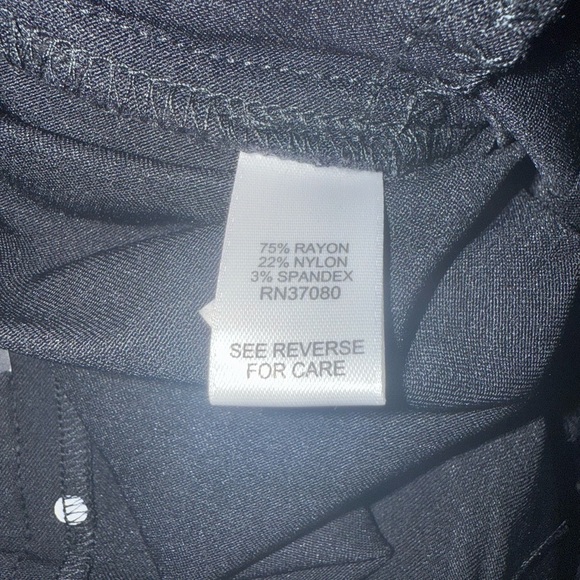 75% RAYON
22% NYLON
3% SPANDEX
RN37080
SEE REVERSE
FOR CARE